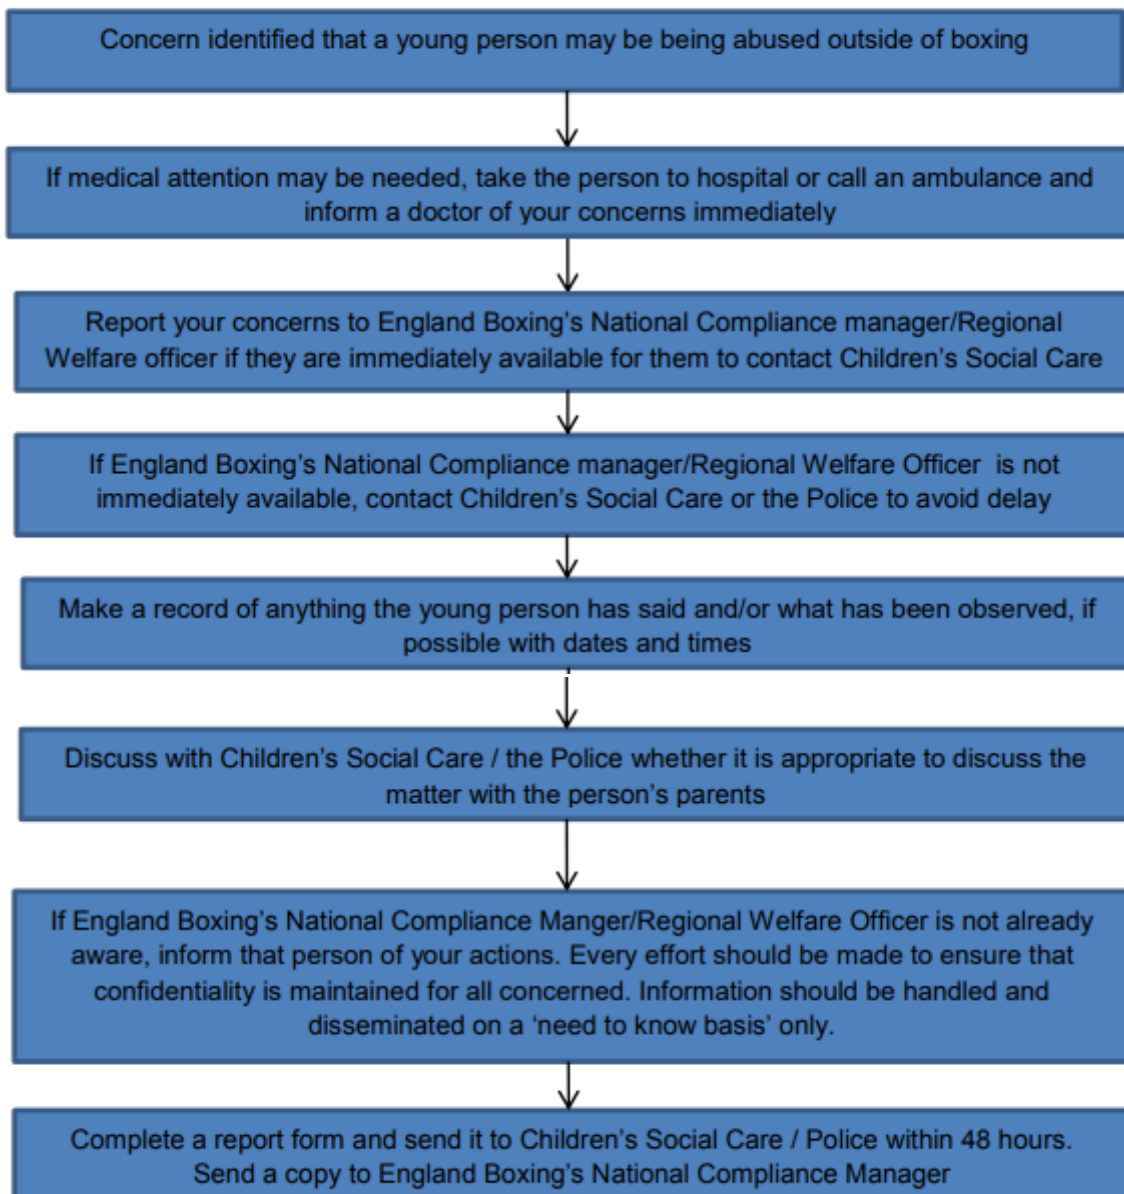 Concern identified that a young person may be being abused outside of boxing
If medical attention may be needed, take the person to hospital or call an ambulance and
inform a doctor of your concerns immediately
Report your concerns to England Boxing's National Compliance manager/Regional
Welfare officer if they are immediately available for them to contact Children's Social Care
If England Boxing's National Compliance manager/Regional Welfare Officer  is not
immediately available, contact Children's Social Care or the Police to avoid delay
Make a record of anything the young person has said and/or what has been observed, if
possible with dates and times
Discuss with Children's Social Care / the Police whether it is appropriate to discuss the
matter with the person's parents
If England Boxing's National Compliance Manger/Regional Welfare Officer is not already
aware, inform that person of your actions. Every effort should be made to ensure that
confidentiality is maintained for all concerned. Information should be handled and
disseminated on a ‘need to know basis’ only.
Complete a report form and send it to Children's Social Care / Police within 48 hours.
Send a copy to England Boxing's National Compliance Manager